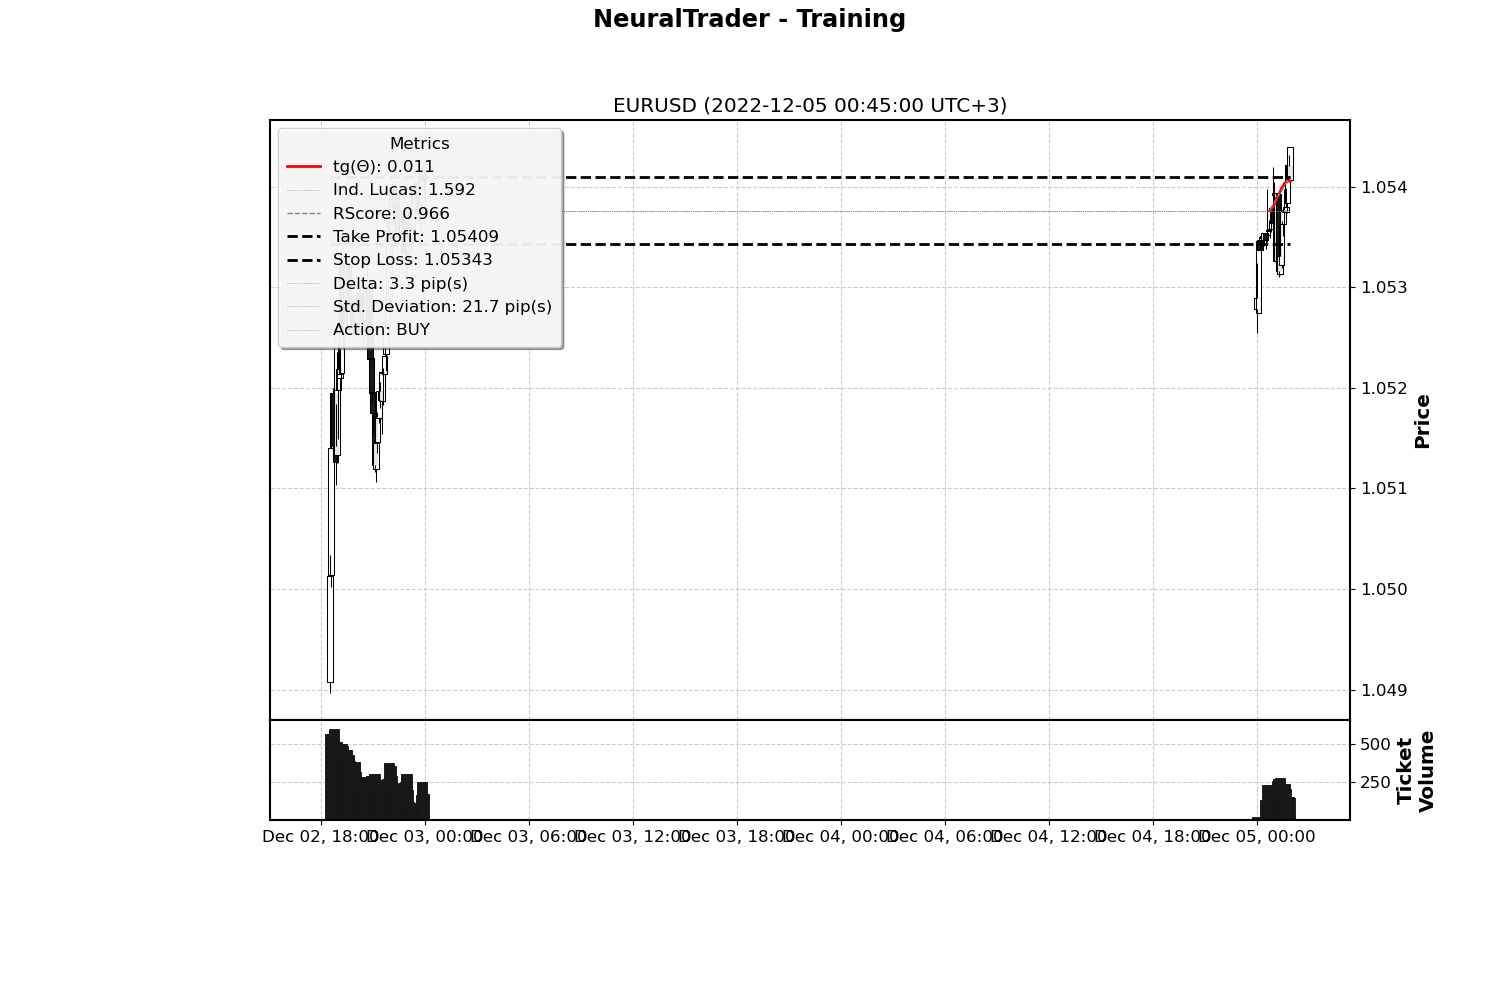 NeuralTrader - Training
EURUSD (2022-12-05 00:45:00 UTC+3)
Metrics
tg(Θ): 0.011
Ind. Lucas: 1.592
RScore: 0.966
Take Profit: 1.05409
Stop Loss: 1.05343
Delta: 3.3 pip(s)
Std. Deviation: 21.7 pip(s)
Action: BUY
1.054
1.053
1.052
1.051
1.050
1.049
Price
500
250
Ticket
Volume
Dec 02, 18:00
Dec 03, 00:00
Dec 03, 06:00
Dec 03, 12:00
Dec 03, 18:00
Dec 04, 00:00
Dec 04, 06:00
Dec 04, 12:00
Dec 04, 18:00
Dec 05, 00:00